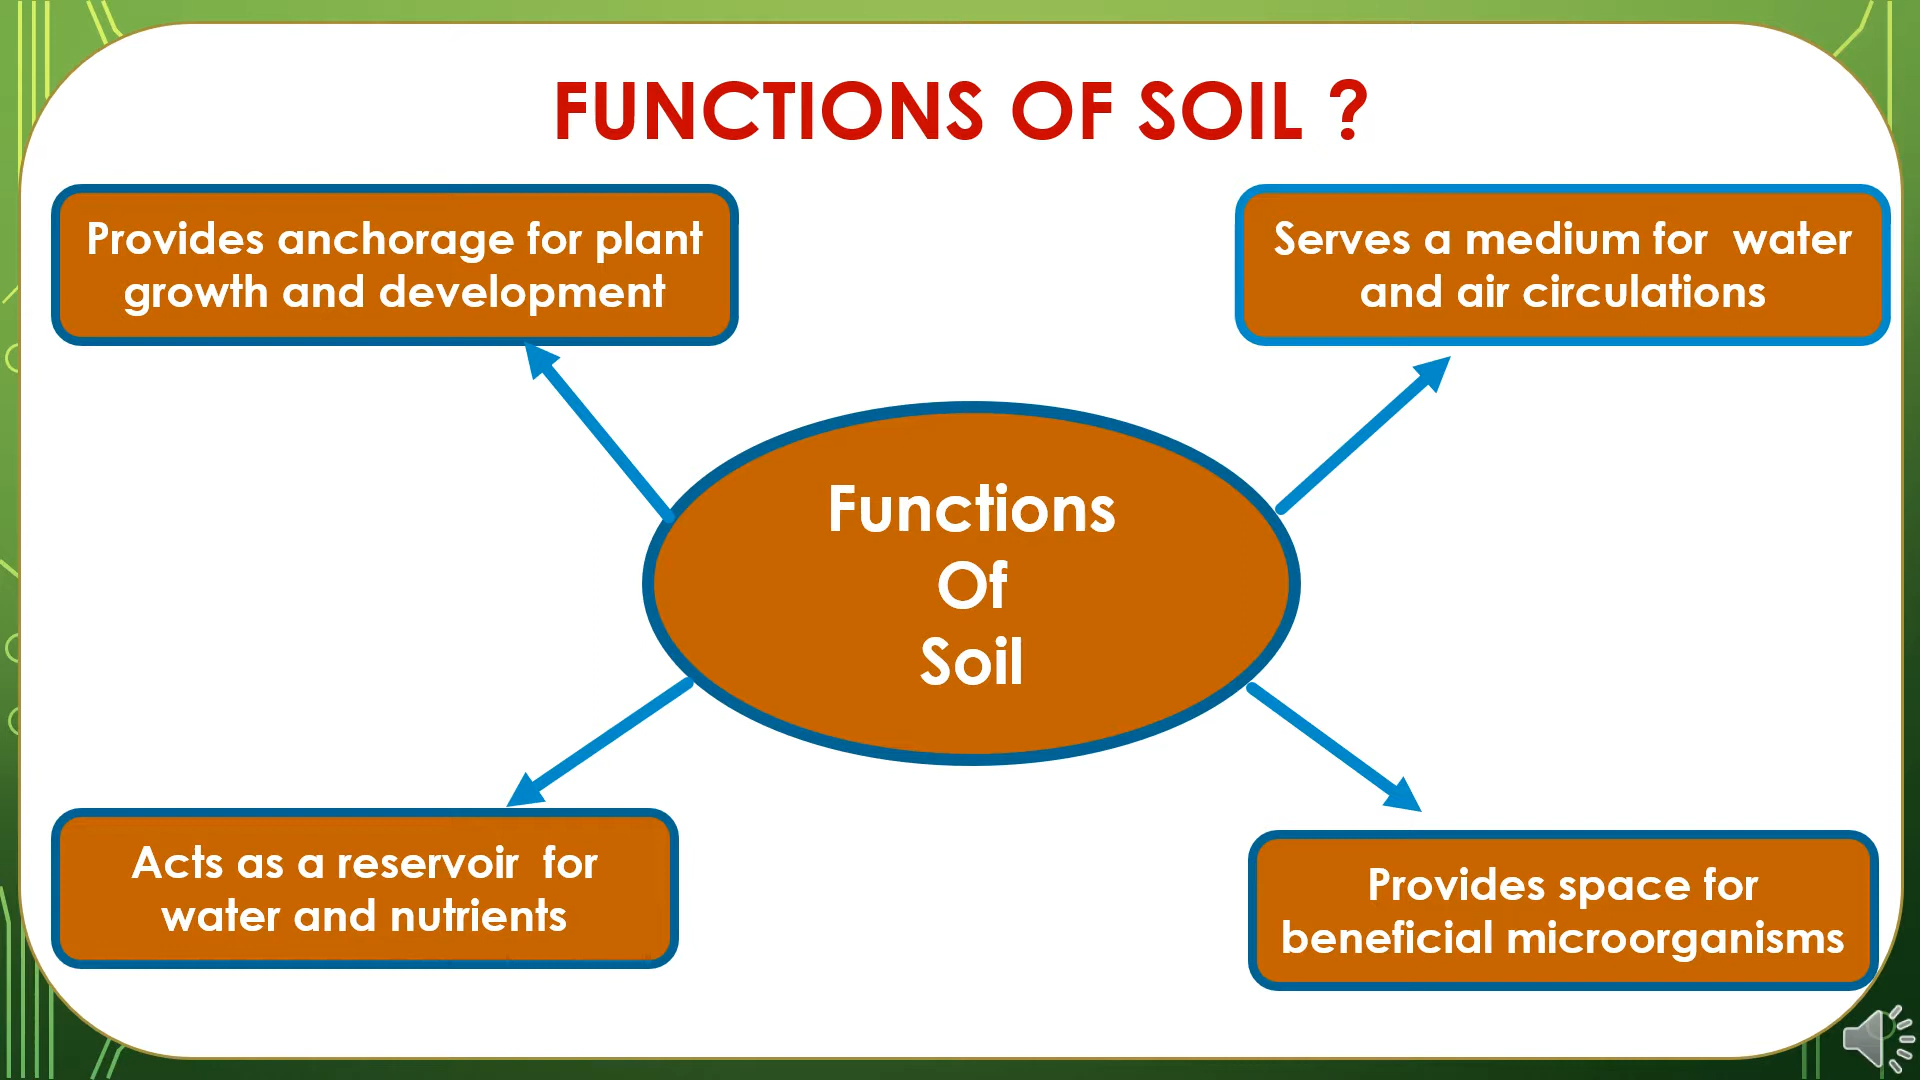 FUNCTIONS OF SOIL ?
Provides anchorage for plant
growth and development
Serves a medium for  water
and air circulations
Functions
Of
Soil
Acts as a reservoir  for
water and nutrients
Provides space for
beneficial microorganisms